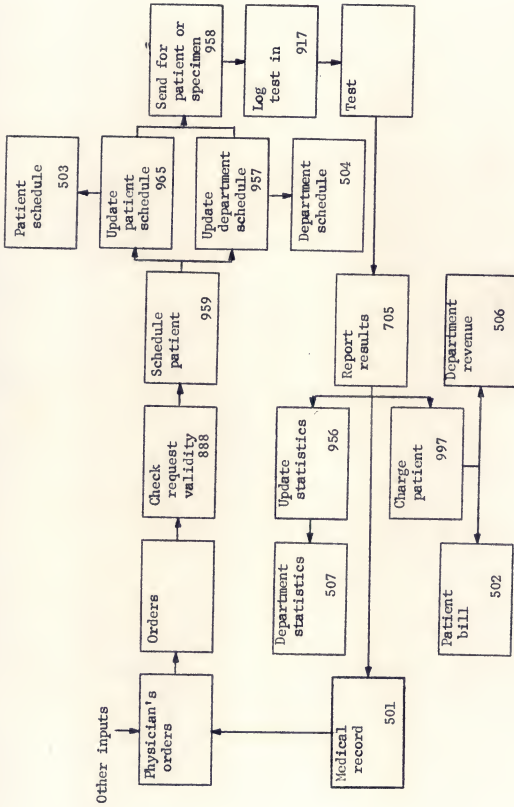 Other inputs
Physician's
orders
Orders
Check
request
validity
888
Schedule
patient
959
Patient
schedule
503
Update
patient
schedule
965
Update
department
schedule
957
Department
schedule
504
Send for
patient or
specimen
958
Log
test in
917
Test
Report
results
705
Update
statistics
956
Department
statistics
507
Charge
patient
997
Department
revenue
506
Patient
bill
502
Medical
record
501